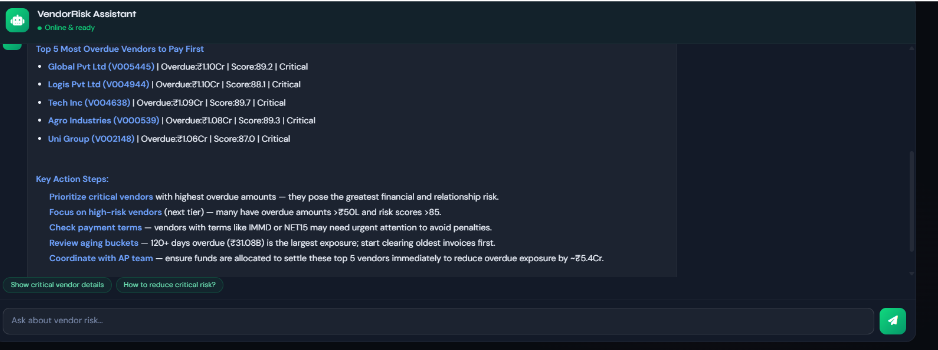 VendorRisk Assistant
Online & ready
Top 5 Most Overdue Vendors to Pay First
• Global Pvt Ltd (V005445) | Overdue:₹1.10Cr | Score:89.2 | Critical
• Logis Pvt Ltd (V004944) | Overdue:₹1.10Cr | Score:88.1 | Critical
• Tech Inc (V004638) | Overdue:₹1.09Cr | Score:89.7 | Critical
• Agro Industries (V000539) | Overdue:₹1.08Cr | Score:89.3 | Critical
• Uni Group (V002148) | Overdue:₹1.06Cr | Score:87.0 | Critical
Key Action Steps:
Prioritize critical vendors with highest overdue amounts — they pose the greatest financial and relationship risk.
Focus on high-risk vendors (next tier) — many have overdue amounts >₹50L and risk scores >85.
Check payment terms — vendors with terms like IMMD or NET15 may need urgent attention to avoid penalties.
Review aging buckets — 120+ days overdue (₹31.08B) is the largest exposure; start clearing oldest invoices first.
Coordinate with AP team — ensure funds are allocated to settle these top 5 vendors immediately to reduce overdue exposure by ~₹5.4Cr.
Show critical vendor details
How to reduce critical risk?
Ask about vendor risk...